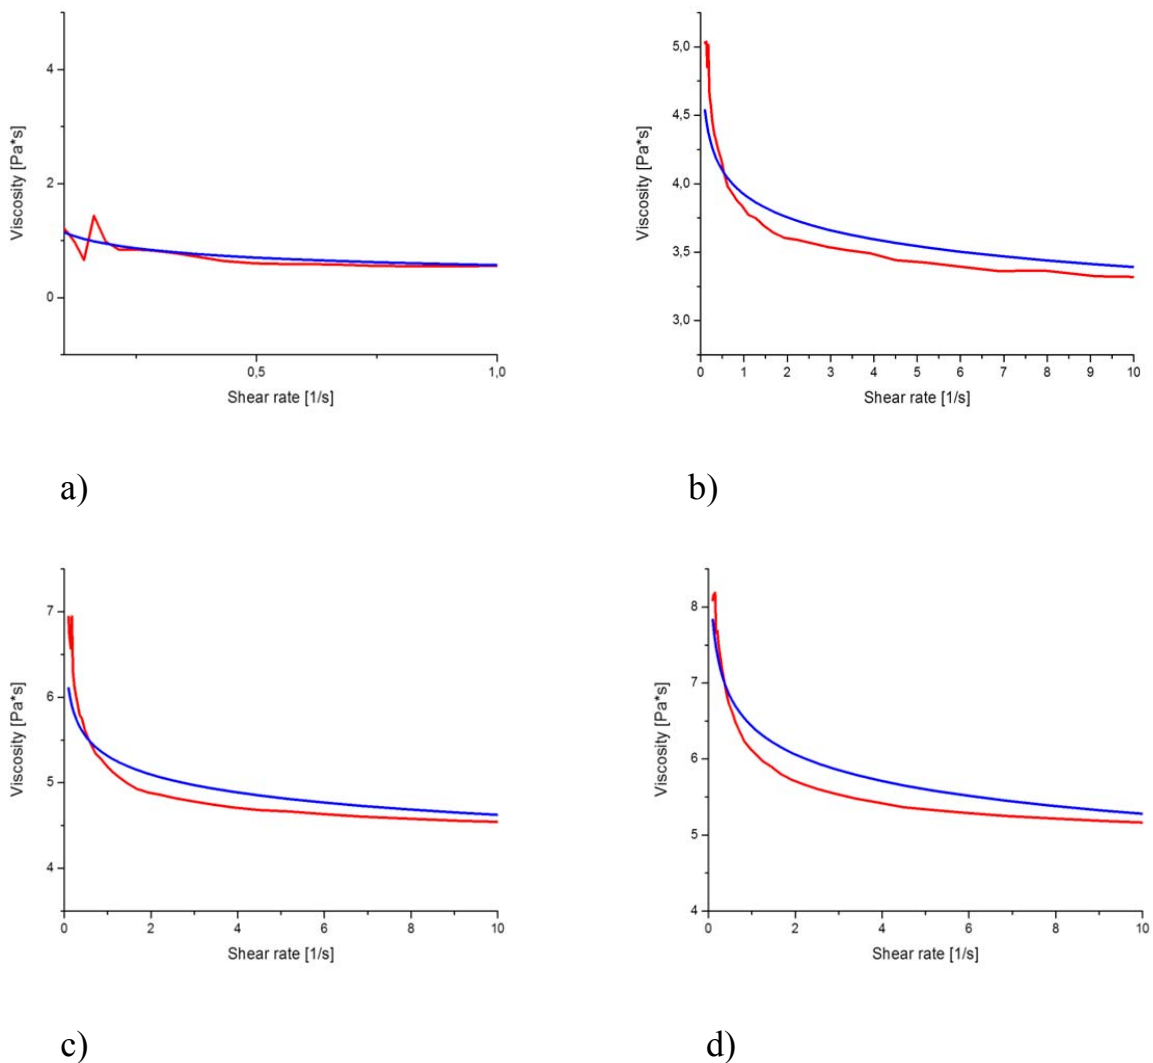 4
2
0
Viscosity [Pa*s]
0,5
1,0
Shear rate [1/s]
a)
5,0
4,5
4,0
3,5
3,0
Viscosity [Pa*s]
0 1 2 3 4 5 6 7 8 9 10
Shear rate [1/s]
b)
7
6
5
4
Viscosity [Pa*s]
0 2 4 6 8 10
Shear rate [1/s]
c)
8
7
6
5
4
Viscosity [Pa*s]
0 2 4 6 8 10
Shear rate [1/s]
d)